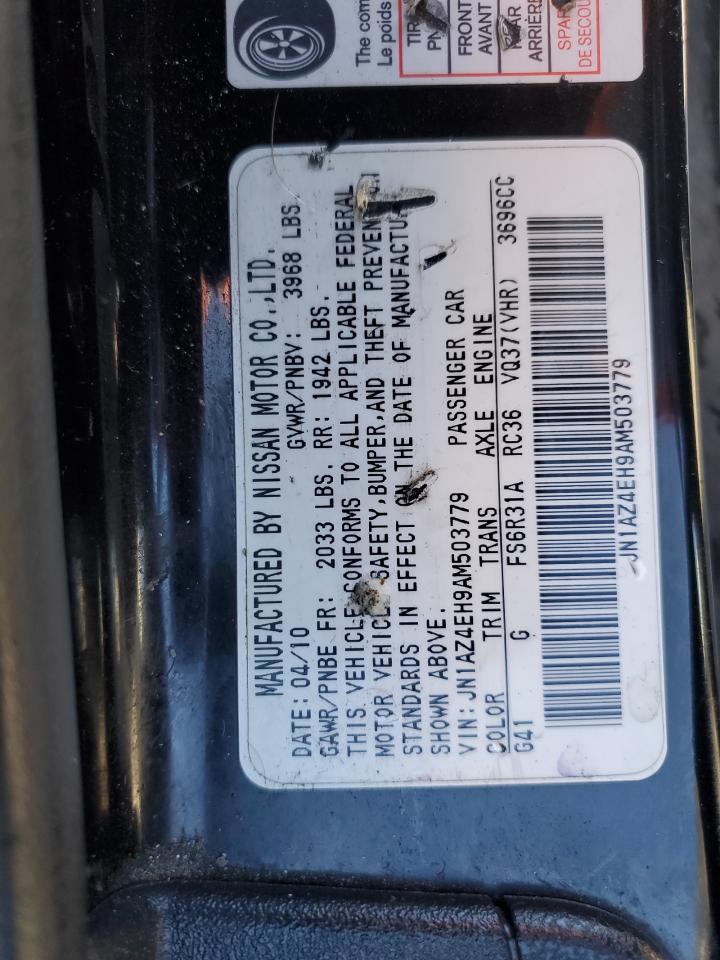 The com
Le poids
TIR
PN
FRONT
AVANT
ARRIÈRE
SPAR
DE SECOU
MANUFACTURED BY NISSAN MOTOR CO.,LTD.
DATE: 04/10 GVWR/PNBV: 3968 LBS
GAWR/PNBE FR: 2033 LBS. RR: 1942 LBS.
THIS VEHICLE CONFORMS TO ALL APPLICABLE FEDERAL
MOTOR VEHICLE SAFETY,BUMPER,AND THEFT PREVEN
STANDARDS IN EFFECT ON THE DATE OF MANUFACTU
SHOWN ABOVE.
VIN: JN1AZ4EH9AM503779 PASSENGER CAR
COLOR TRIM TRANS AXLE ENGINE
G41 G FS6R31A RC36 VQ37(VHR) 3696CC
JN1AZ4EH9AM503779